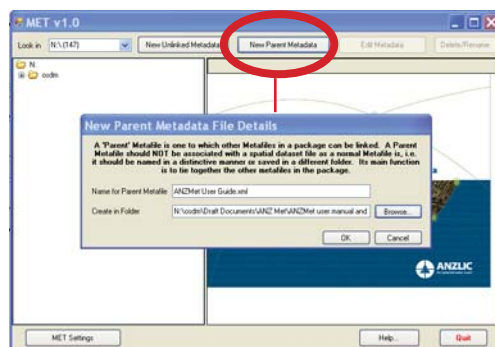 MET v1.0
Look in N:\ (147) New Unlinked Metadata New Parent Metadata Edit Metadata Delete/Rename
N:
osdm
New Parent Metadata File Details
A 'Parent' Metafile is one to which other Metafiles in a package can be linked. A Parent
Metafile should NOT be associated with a spatial dataset file as a normal Metafile is, i.e.
it should be named in a distinctive manner or saved in a different folder. Its main function
is to tie together the other metafiles in the package.
Name for Parent Metafile ANZMet User Guide.xml
Create in Folder N:\osdm\Draft Documents\ANZ Met\ANZMet user manual and Browse...
OK Cancel
ANZLIC
MET Settings Help... Quit